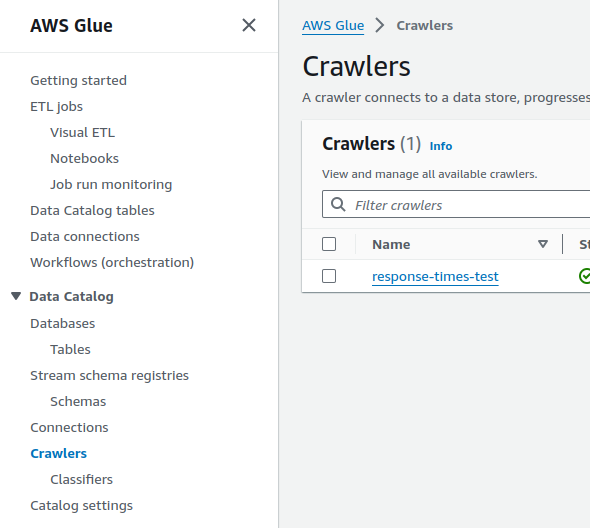 AWS Glue
Getting started
ETL jobs
Visual ETL
Notebooks
Job run monitoring
Data Catalog tables
Data connections
Workflows (orchestration)
Data Catalog
Databases
Tables
Stream schema registries
Schemas
Connections
Crawlers
Classifiers
Catalog settings
AWS Glue > Crawlers
Crawlers
A crawler connects to a data store, progresses
Crawlers (1) Info
View and manage all available crawlers.
Filter crawlers
Name St
response-times-test